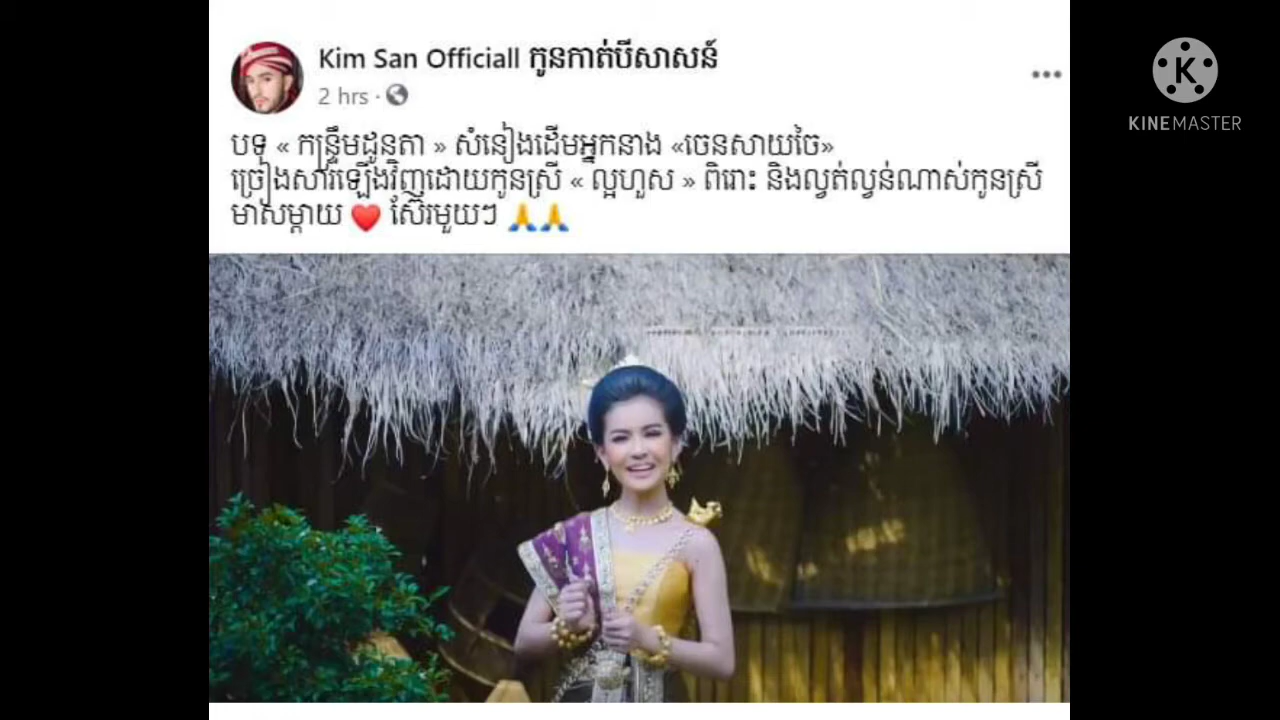 Kim San Officiall កូនកាត់បីសាសន៍
2 hrs ·
បទ « កន្ទ្រឹមដូនតា » សំនៀងដើមអ្នកនាង «ចេនសាយចៃ»
ច្រៀងសារឡើងវិញដោយកូនស្រី « ល្អហួស » ពិរោះ និងល្វត់ល្វន់ណាស់កូនស្រី
មាសម្ដាយ ❤️ ស៊ែរមួយៗ 🙏🙏
K
KINEMASTER